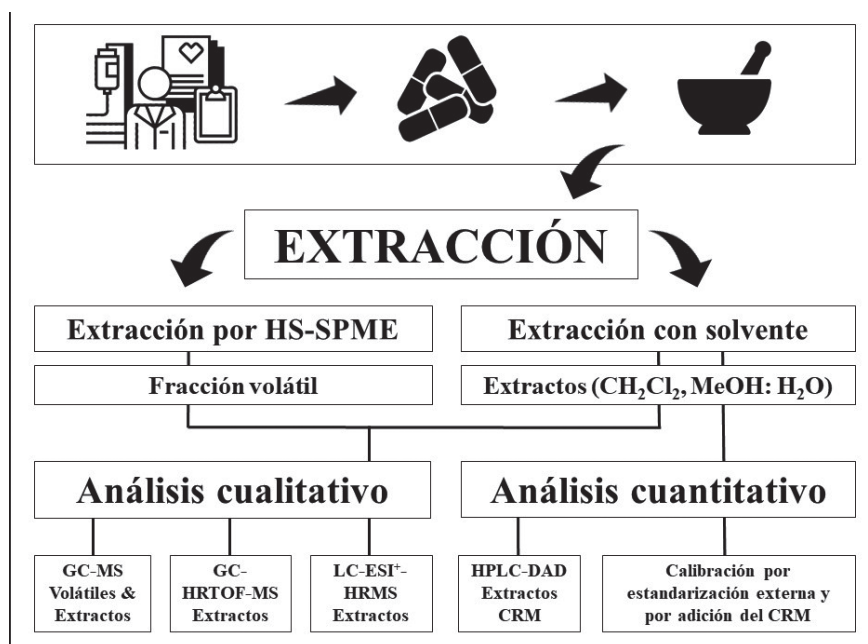 EXTRACCIÓN
Extracción por HS-SPME
Extracción con solvente
Fracción volátil
Extractos (CH₂Cl₂, MeOH: H₂O)
Análisis cualitativo
Análisis cuantitativo
GC-MS
Volátiles &
Extractos
GC-
HRTOF-MS
Extractos
LC-ESI⁺-
HRMS
Extractos
HPLC-DAD
Extractos
CRM
Calibración por
estandarización externa y
por adición del CRM